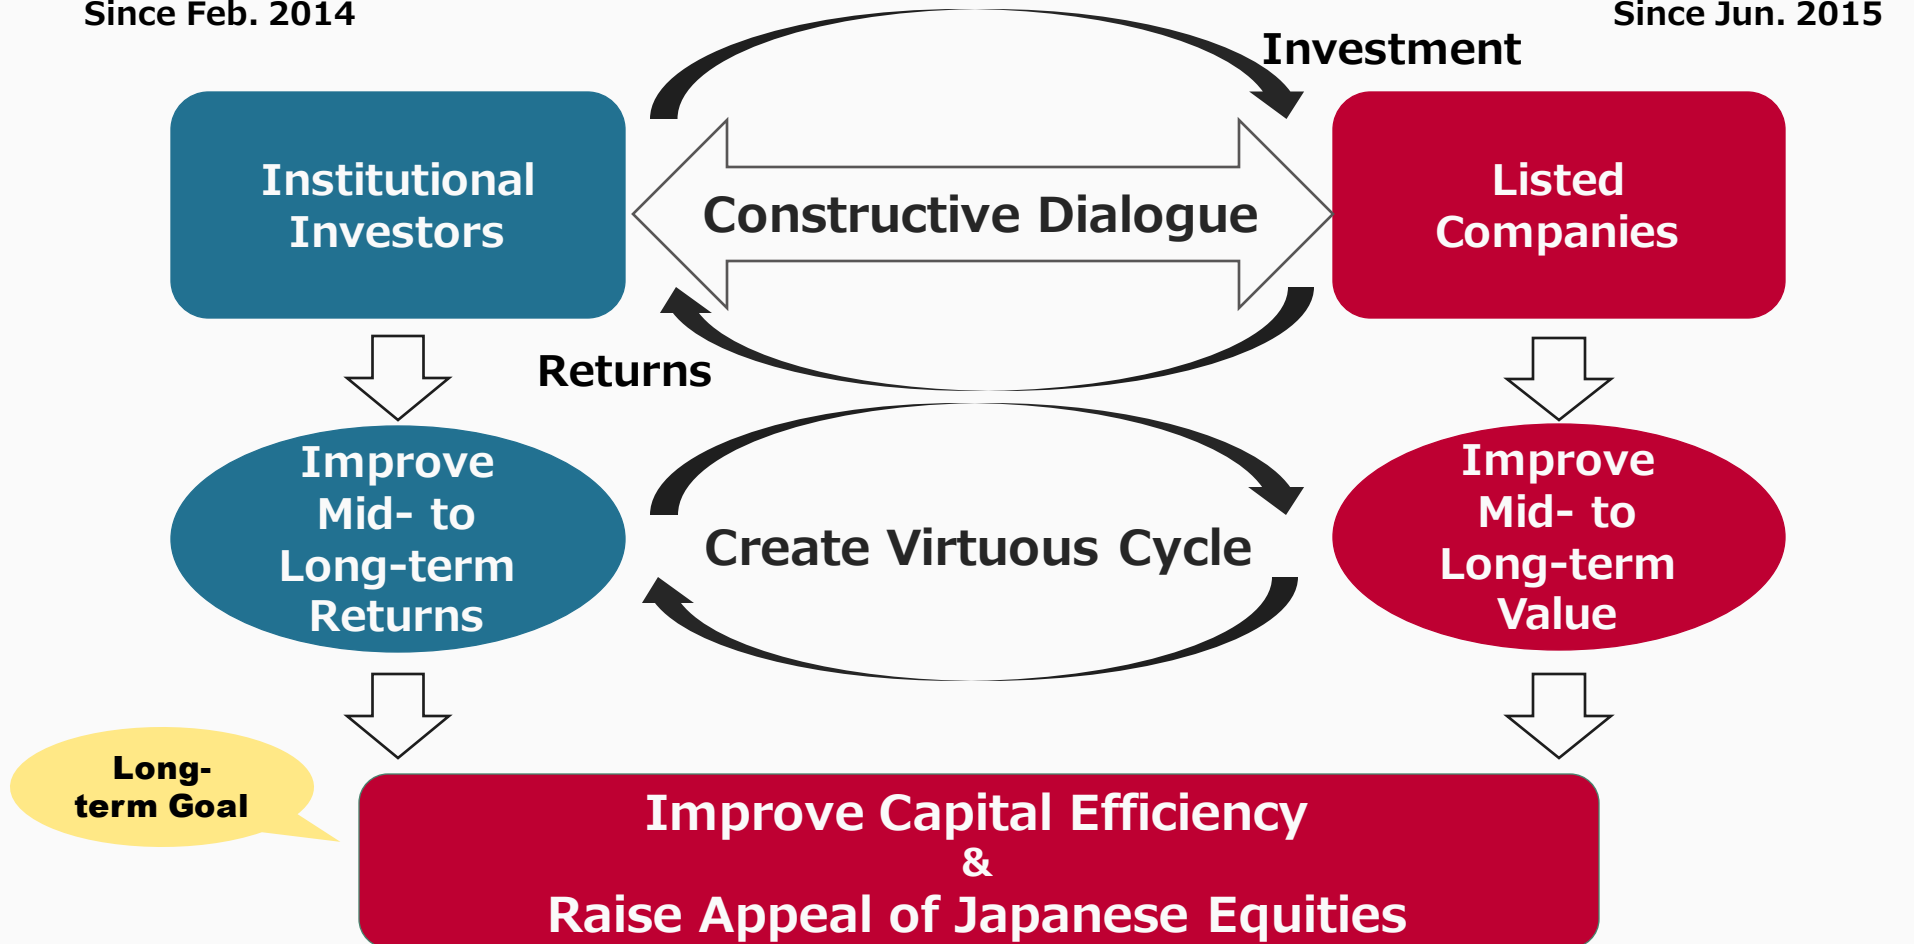 Since Feb. 2014
Since Jun. 2015
Investment
Institutional
Investors
Constructive Dialogue
Listed
Companies
Returns
Improve
Mid- to
Long-term
Returns
Create Virtuous Cycle
Improve
Mid- to
Long-term
Value
Long-
term Goal
Improve Capital Efficiency
&
Raise Appeal of Japanese Equities